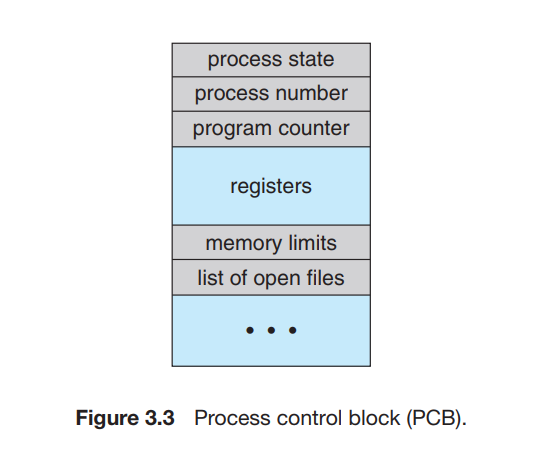 process state
process number
program counter
registers
memory limits
list of open files
• • •
Figure 3.3 Process control block (PCB).